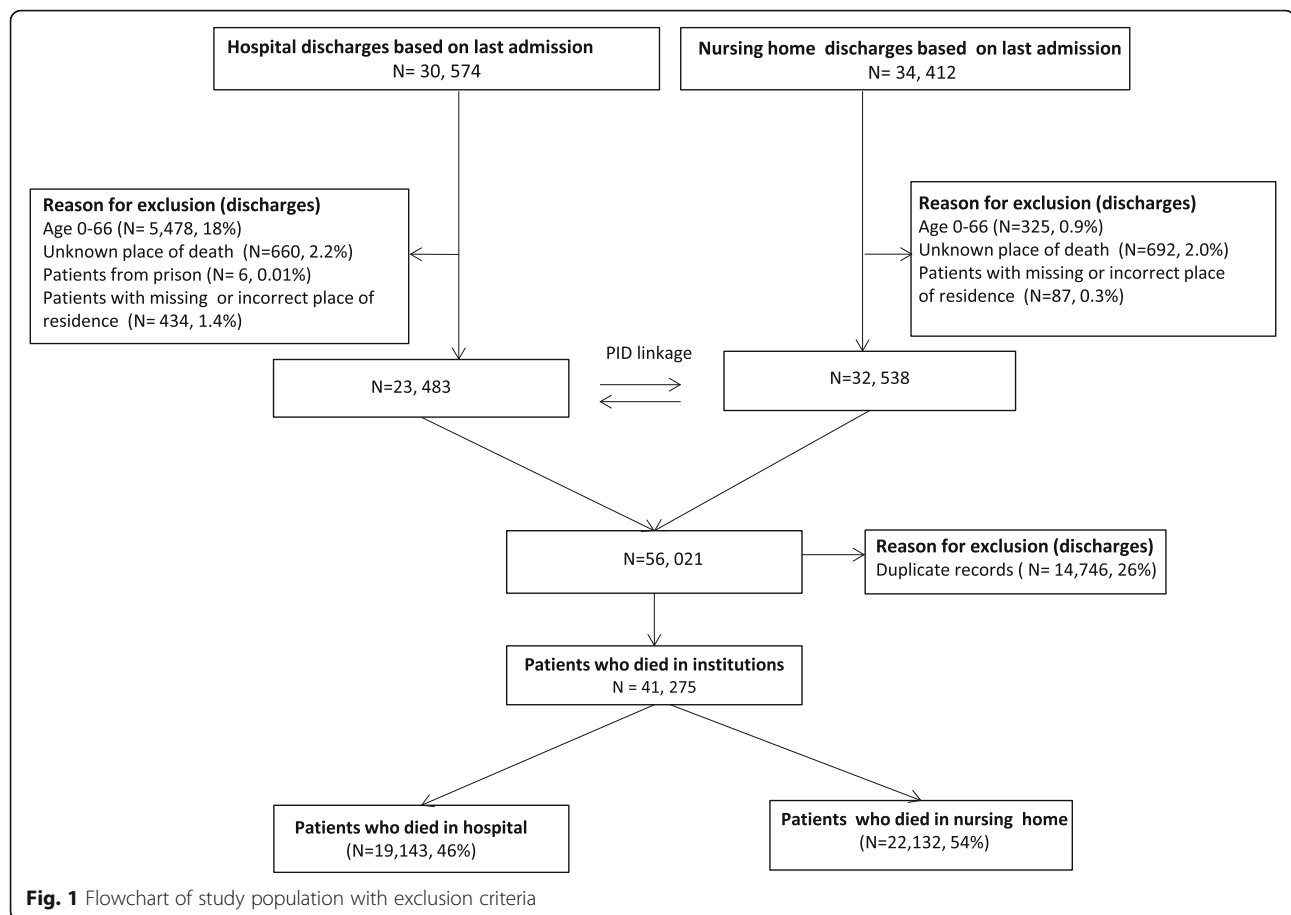 Hospital discharges based on last admission
N= 30, 574
Nursing home discharges based on last admission
N= 34, 412
Reason for exclusion (discharges)
Age 0-66 (N= 5,478, 18%)
Unknown place of death (N=660, 2.2%)
Patients from prison (N= 6, 0.01%)
Patients with missing or incorrect place of
residence (N= 434, 1.4%)
Reason for exclusion (discharges)
Age 0-66 (N=325, 0.9%)
Unknown place of death (N=692, 2.0%)
Patients with missing or incorrect place
of residence (N=87, 0.3%)
N=23, 483
PID linkage
N=32, 538
N=56, 021
Reason for exclusion (discharges)
Duplicate records ( N= 14,746, 26%)
Patients who died in institutions
N = 41, 275
Patients who died in hospital
(N=19,143, 46%)
Patients who died in nursing home
(N=22,132, 54%)
Fig. 1 Flowchart of study population with exclusion criteria